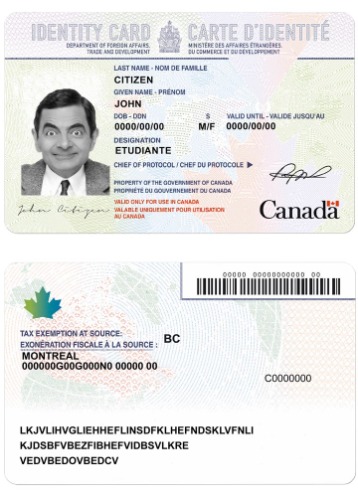 IDENTITY CARD CARTE D'IDENTITÉ
DEPARTMENT OF FOREIGN AFFAIRS, TRADE AND DEVELOPMENT
MINISTÈRE DES AFFAIRES ÉTRANGÈRES, DU COMMERCE ET DU DÉVELOPPEMENT
LAST NAME - NOM DE FAMILLE
CITIZEN
GIVEN NAME - PRÉNOM
JOHN
DOB - DDN S VALID UNTIL - VALIDE JUSQU'AU
0000/00/00 M/F 0000/00/00
DESIGNATION
ETUDIANTE
CHIEF OF PROTOCOL / CHEF DU PROTOCOLE
PROPERTY OF THE GOVERNMENT OF CANADA
PROPRIÉTÉ DU GOUVERNEMENT DU CANADA
VALID ONLY FOR USE IN CANADA
VALABLE UNIQUEMENT POUR UTILISATION
AU CANADA
John Citizen
Canada
00000 00000000000 00
TAX EXEMPTION AT SOURCE:
EXONÉRATION FISCALE À LA SOURCE :
BC
MONTREAL
000000G00G000N0 00000 00
C0000000
LKJVLIHVGLIEHHEFLINSDFKLHEFNDSKLVFNLI
KJDSBFVBEZFIBHEFVIDBSVLKRE
VEDVBEDOVBEDCV